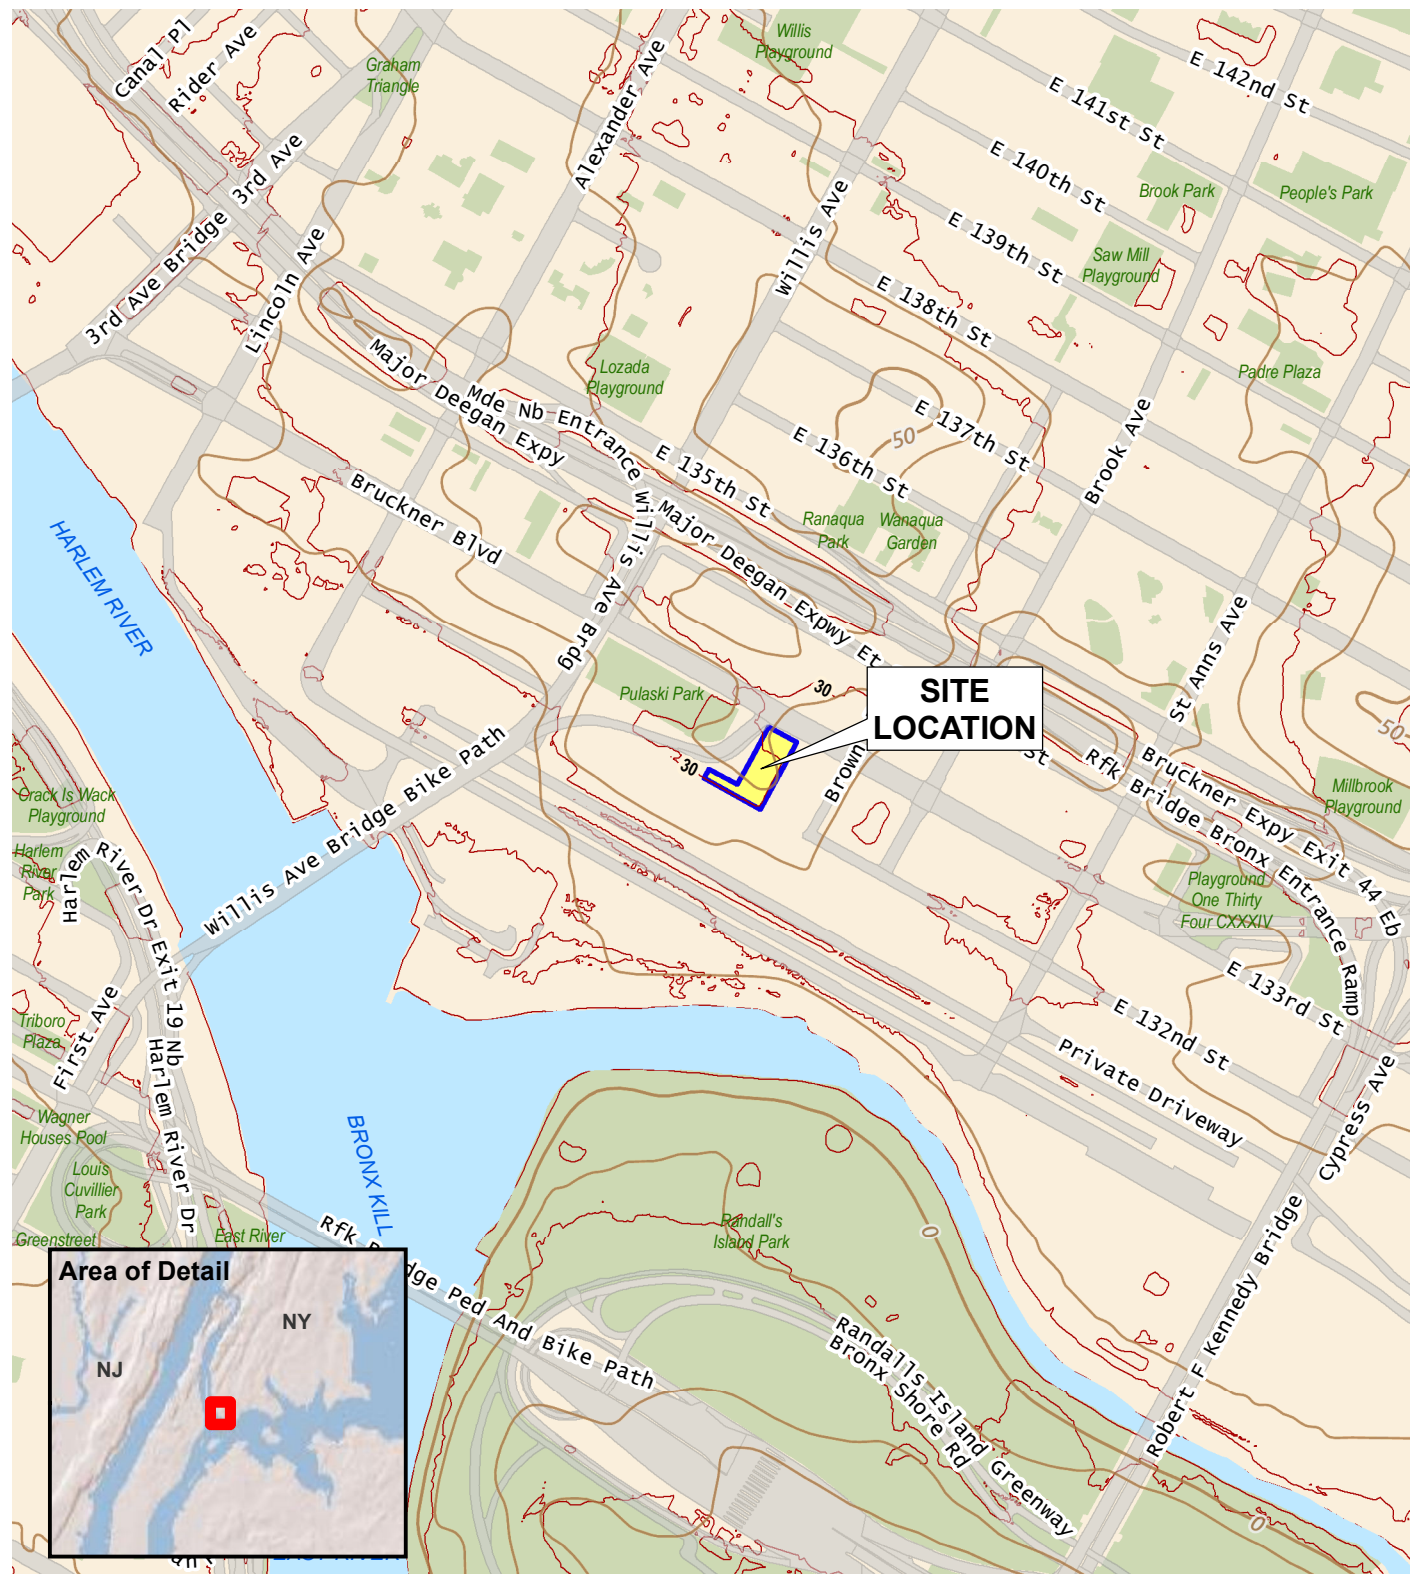 Canal Pl
Rider Ave
Graham
Triangle
Willis
Playground
Alexander Ave
E 142nd St
E 141st St
E 140th St
Brook Park
People's Park
3rd Ave
3rd Ave Bridge
Lincoln Ave
Willis Ave
E 139th St
Saw Mill
Playground
E 138th St
Major Deegan Expy
Lozada
Playground
Padre Plaza
Mde Nb Entrance
E 137th St
50
Brook Ave
E 136th St
E 135th St
Bruckner Blvd
Willis Ave Brdg
Major Deegan Expwy Et
Ranaqua
Park
Wanaqua
Garden
HARLEM RIVER
St Anns Ave
Pulaski Park
30
SITE
LOCATION
St
50
30
Brown
Rfk Bridge Bronx Entrance Ramp
Bruckner Expy Exit 44 Eb
Millbrook
Playground
Willis Ave Bridge Bike Path
Crack Is Wack
Playground
Harlem
River
Park
Harlem River Dr Exit 19 Nb
Playground
One Thirty
Four CXXXIV
E 133rd St
E 132nd St
Private Driveway
Cypress Ave
First Ave
Triboro
Plaza
Harlem River Dr
Wagner
Houses Pool
Louis
Cuvillier
Park
Greenstreet
East River
BRONX KILL
Randall's
Island Park
0
Rfk Bridge Ped And Bike Path
Robert F Kennedy Bridge
Randalls Island Greenway
Bronx Shore Rd
0
Area of Detail
NY
NJ